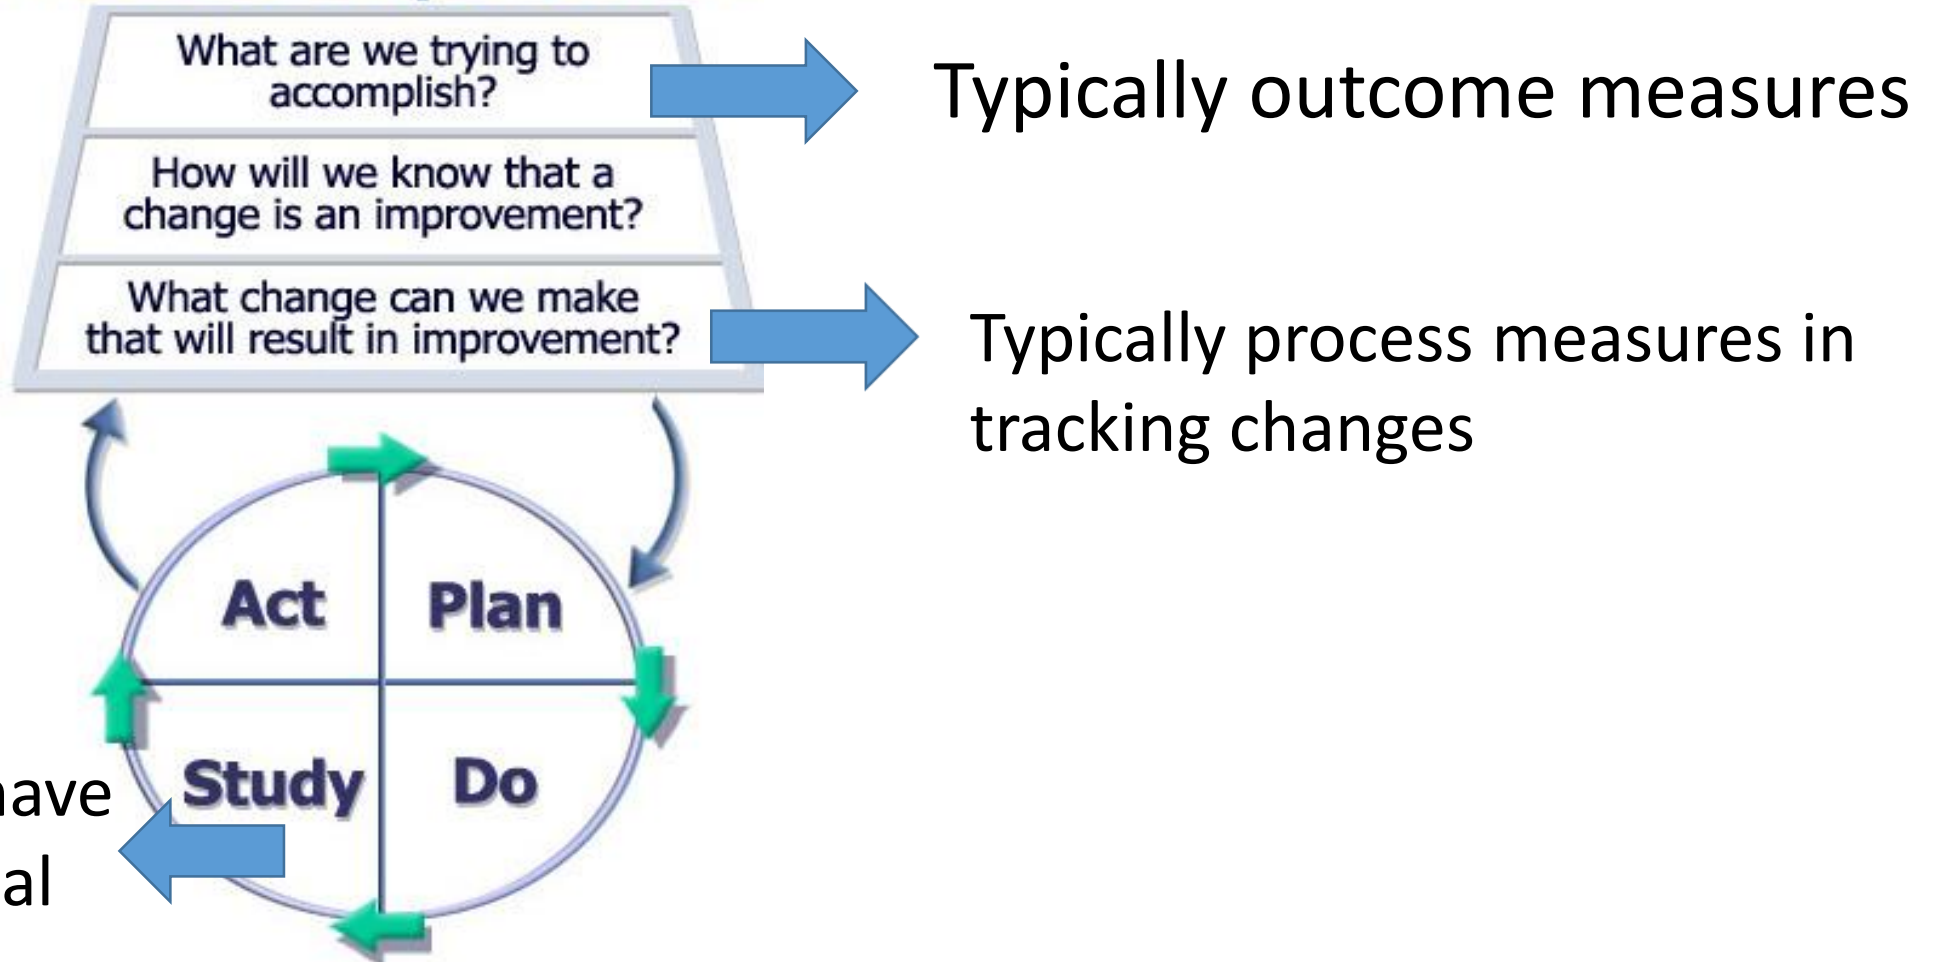 What are we trying to
accomplish?
Typically outcome measures
How will we know that a
change is an improvement?
What change can we make
that will result in improvement?
Typically process measures in
tracking changes
Act
Plan
Study
Do
have
al